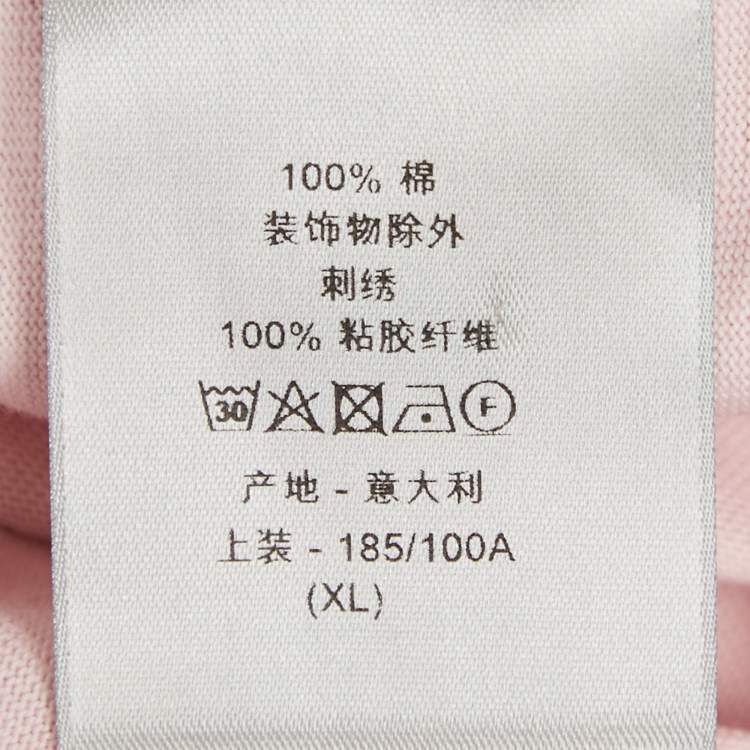 100% 棉
装饰物除外
刺绣
100% 粘胶纤维
30 F
产地 - 意大利
上装 - 185/100A
(XL)